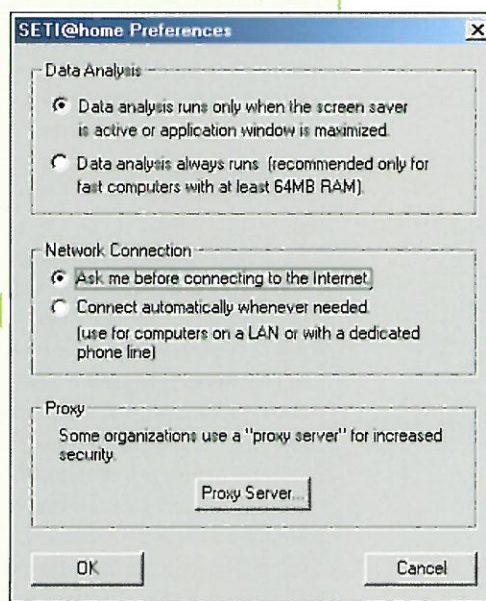 SETI@home Preferences
Data Analysis
Data analysis runs only when the screen saver
is active or application window is maximized.
Data analysis always runs (recommended only for
fast computers with at least 64MB RAM).
Network Connection
Ask me before connecting to the Internet
Connect automatically whenever needed
(use for computers on a LAN or with a dedicated
phone line)
Proxy
Some organizations use a "proxy server" for increased
security.
Proxy Server...
OK
Cancel